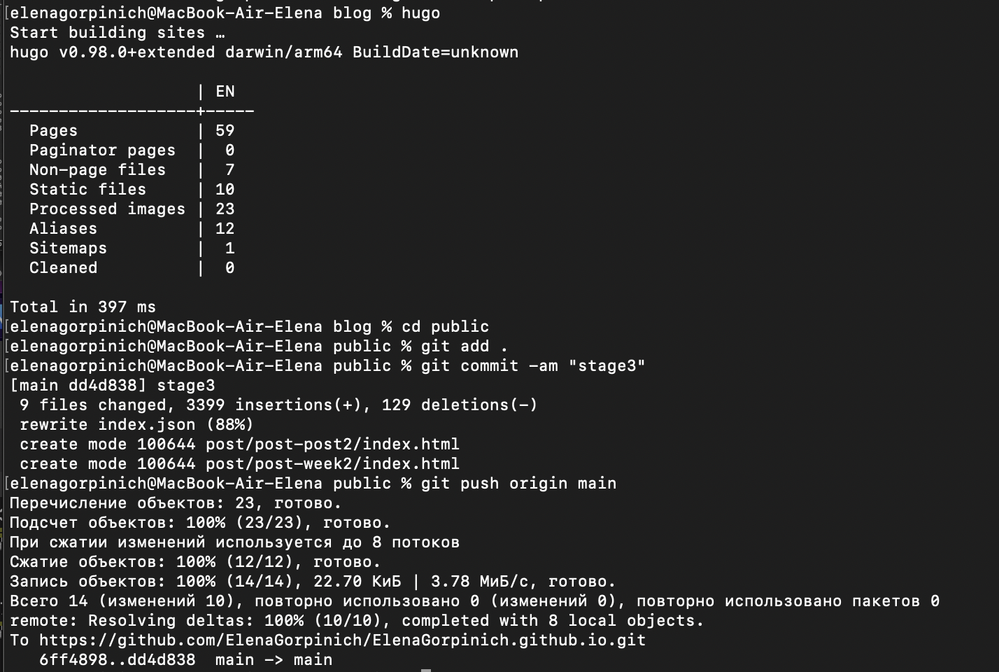 [elenagorpinich@MacBook-Air-Elena blog % hugo
Start building sites …
hugo v0.98.0+extended darwin/arm64 BuildDate=unknown
| EN
-------------------+-----
Pages | 59
Paginator pages | 0
Non-page files | 7
Static files | 10
Processed images | 23
Aliases | 12
Sitemaps | 1
Cleaned | 0
Total in 397 ms
[elenagorpinich@MacBook-Air-Elena blog % cd public
[elenagorpinich@MacBook-Air-Elena public % git add .
[elenagorpinich@MacBook-Air-Elena public % git commit -am "stage3"
[main dd4d838] stage3
9 files changed, 3399 insertions(+), 129 deletions(-)
rewrite index.json (88%)
create mode 100644 post/post-post2/index.html
create mode 100644 post/post-week2/index.html
[elenagorpinich@MacBook-Air-Elena public % git push origin main
Перечисление объектов: 23, готово.
Подсчет объектов: 100% (23/23), готово.
При сжатии изменений используется до 8 потоков
Сжатие объектов: 100% (12/12), готово.
Запись объектов: 100% (14/14), 22.70 КиБ | 3.78 МиБ/с, готово.
Всего 14 (изменений 10), повторно использовано 0 (изменений 0), повторно использовано пакетов 0
remote: Resolving deltas: 100% (10/10), completed with 8 local objects.
To https://github.com/ElenaGorpinich/ElenaGorpinich.github.io.git
6ff4898..dd4d838 main -> main